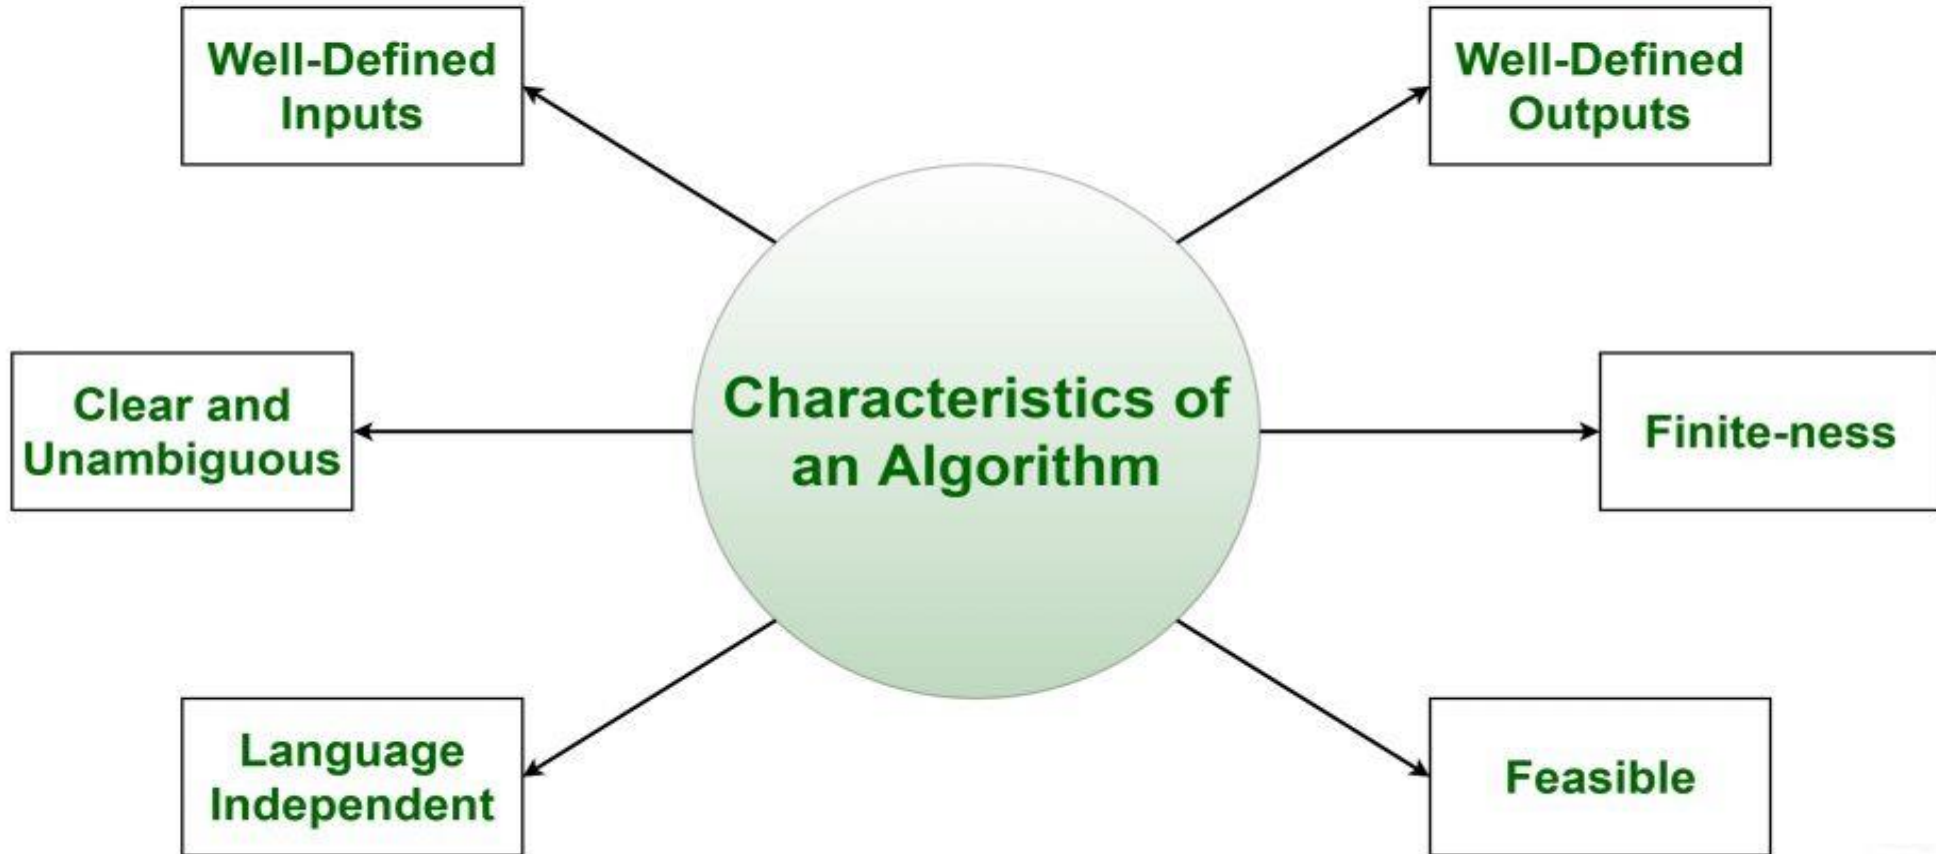 Well-Defined
Inputs
Well-Defined
Outputs
Clear and
Unambiguous
Characteristics of
an Algorithm
Finite-ness
Language
Independent
Feasible